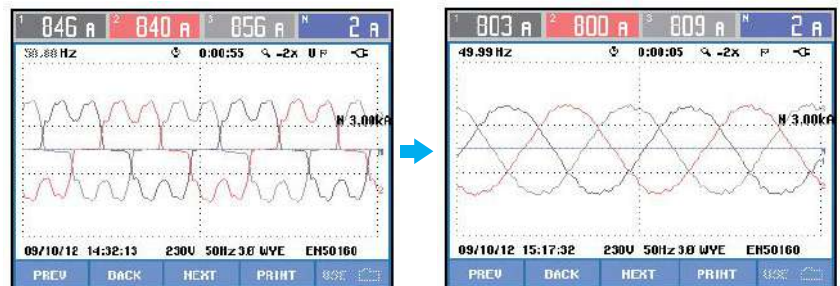 1 846 A 2 840 A 3 856 A N 2 A
Hz 0:00:55 -2X U P
N 3.00kA
09/10/12 14:32:13 230V 50Hz 3Ø WYE EN50160
PREV BACK NEXT PRINT USE
1 803 A 2 800 A 3 809 A N 2 A
49.99 Hz 0:00:05 -2X P
N 3.00kA
09/10/12 15:17:32 230V 50Hz 3Ø WYE EN50160
PREV BACK NEXT PRINT USE